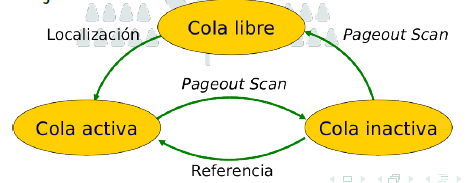 Cola libre
Localización
Pageout Scan
Pageout Scan
Cola activa
Cola inactiva
Referencia